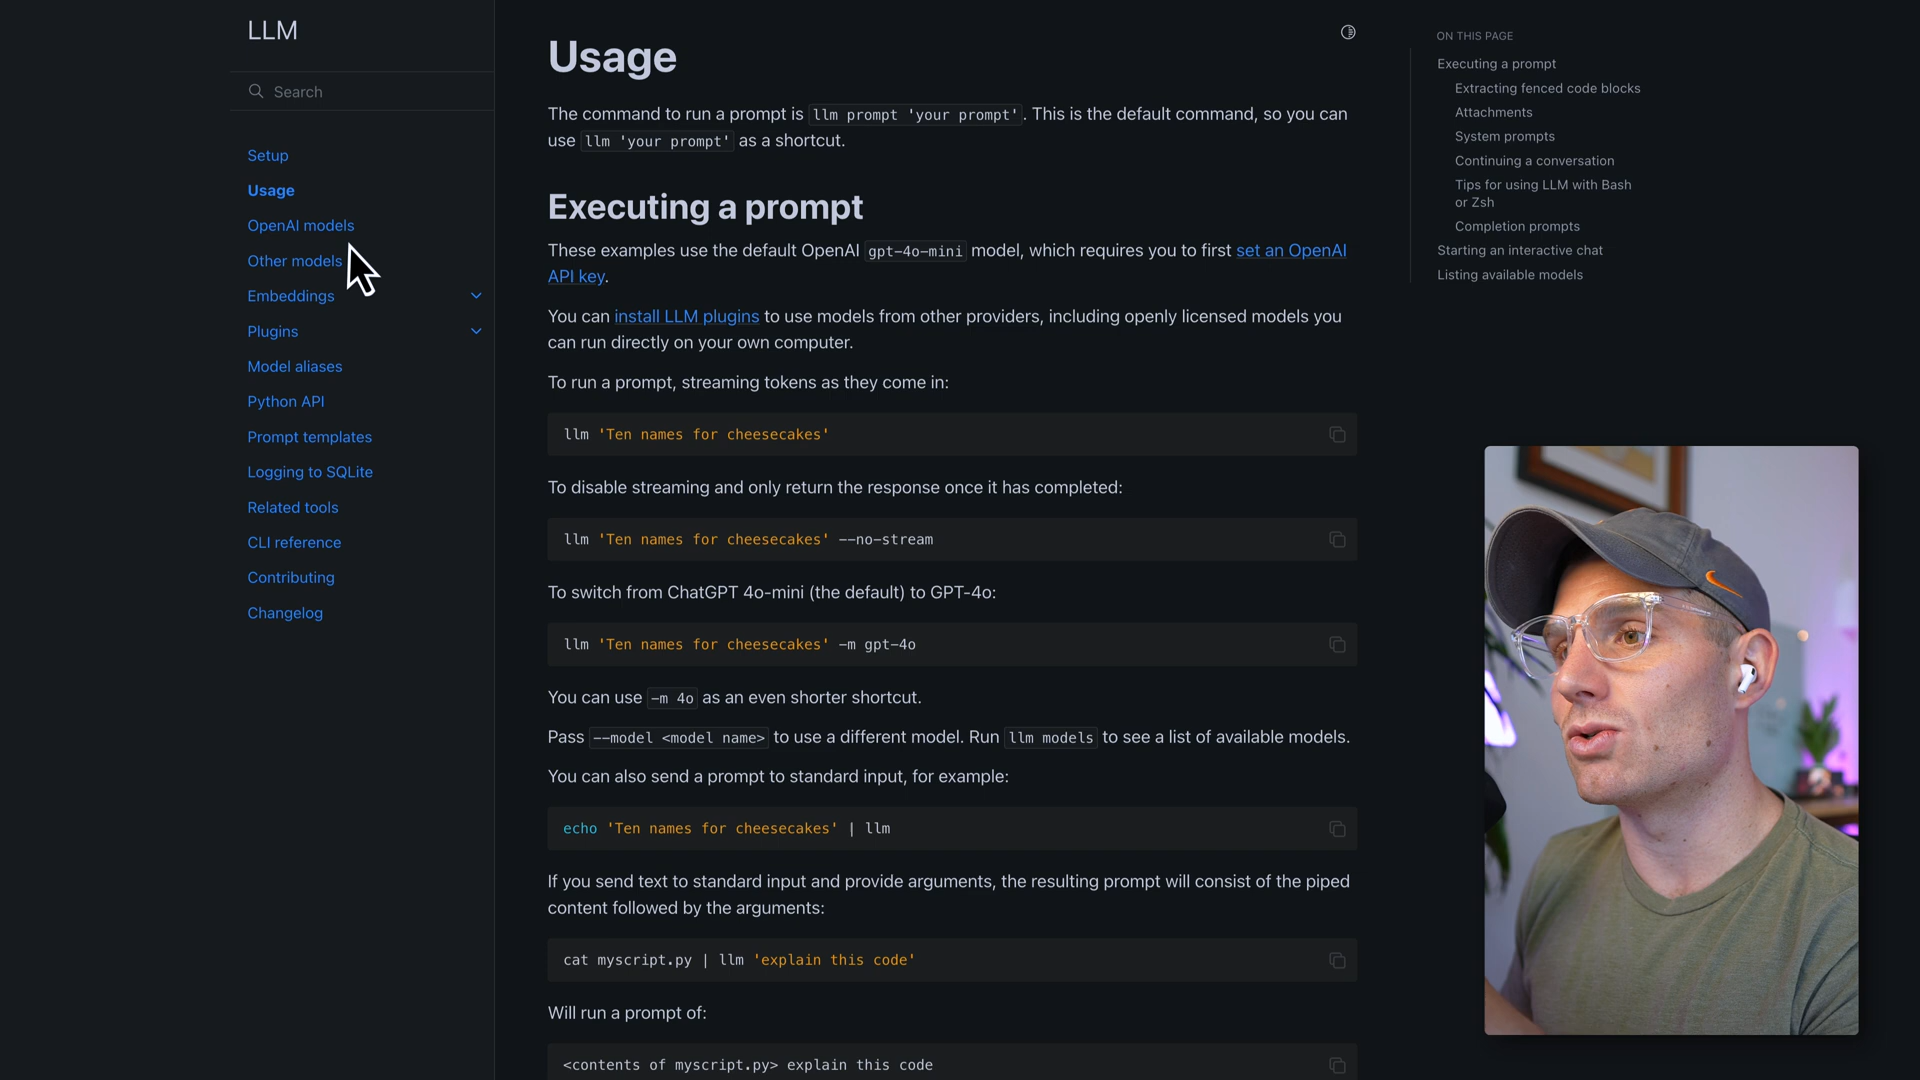 LLM
Search
Setup
Usage
OpenAI models
Other models
Embeddings
Plugins
Model aliases
Python API
Prompt templates
Logging to SQLite
Related tools
CLI reference
Contributing
Changelog
Usage
The command to run a prompt is llm prompt 'your prompt'. This is the default command, so you can
use llm 'your prompt' as a shortcut.
Executing a prompt
These examples use the default OpenAI gpt-4o-mini model, which requires you to first set an OpenAI
API key.
You can install LLM plugins to use models from other providers, including openly licensed models you
can run directly on your own computer.
To run a prompt, streaming tokens as they come in:
llm 'Ten names for cheesecakes'
To disable streaming and only return the response once it has completed:
llm 'Ten names for cheesecakes' --no-stream
To switch from ChatGPT 4o-mini (the default) to GPT-4o:
llm 'Ten names for cheesecakes' -m gpt-4o
You can use -m 4o as an even shorter shortcut.
Pass --model <model name> to use a different model. Run llm models to see a list of available models.
You can also send a prompt to standard input, for example:
echo 'Ten names for cheesecakes' | llm
If you send text to standard input and provide arguments, the resulting prompt will consist of the piped
content followed by the arguments:
cat myscript.py | llm 'explain this code'
Will run a prompt of:
<contents of myscript.py> explain this code
ON THIS PAGE
Executing a prompt
Extracting fenced code blocks
Attachments
System prompts
Continuing a conversation
Tips for using LLM with Bash
or Zsh
Completion prompts
Starting an interactive chat
Listing available models